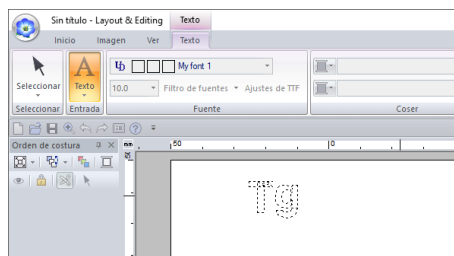 Sin título - Layout & Editing Texto
Inicio Imagen Ver Texto
Seleccionar Texto My font 1
10.0 Filtro de fuentes Ajustes de TTF
Seleccionar Entrada Fuente Coser
Orden de costura
mm 50 0
Tg